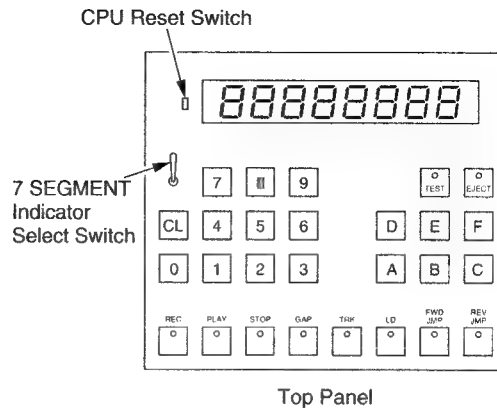 CPU Reset Switch
88888888
7 SEGMENT
Indicator
Select Switch
7 9
TEST EJECT
CL 4 5 6 D E F
0 1 2 3 A B C
REC PLAY STOP GAP TRK LD FWD JMP REV JMP
Top Panel